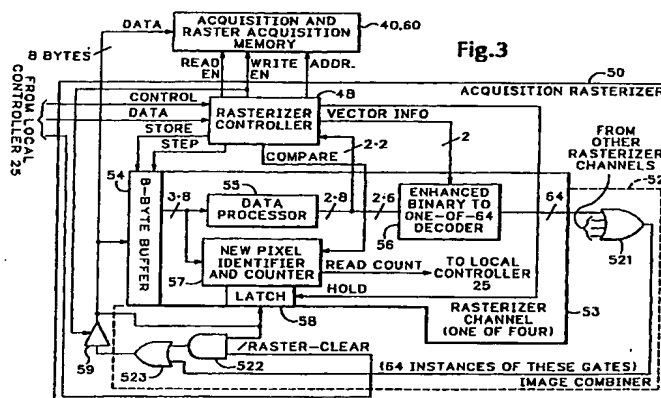 DATA
ACQUISITION AND
RASTER ACQUISITION
MEMORY
40,60
Fig.3
8 BYTES
READ
EN
WRITE
EN
ADDR.
50
ACQUISITION RASTERIZER
FROM LOCAL
CONTROLLER 25
CONTROL
DATA
STORE
STEP
RASTERIZER
CONTROLLER
48
VECTOR INFO
COMPARE
2·2
2
FROM
OTHER
RASTERIZER
CHANNELS
52
54
8-BYTE BUFFER
3·8
55
DATA
PROCESSOR
2·8
2·6
ENHANCED
BINARY TO
ONE-OF-64
DECODER
56
64
521
NEW PIXEL
IDENTIFIER
AND COUNTER
57
READ COUNT
TO LOCAL
CONTROLLER
25
HOLD
LATCH
58
RASTERIZER
CHANNEL
(ONE OF FOUR)
53
59
523
522
/RASTER-CLEAR
(64 INSTANCES OF THESE GATES)
IMAGE COMBINER